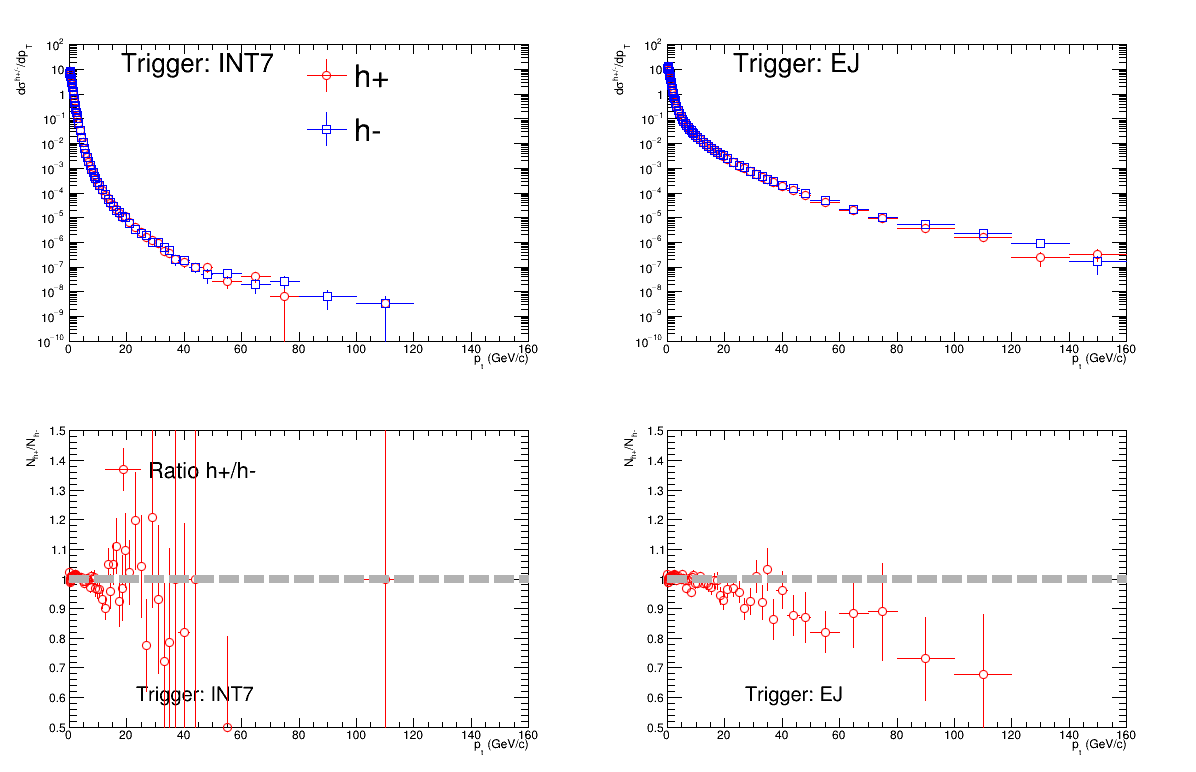 Trigger: INT7
h+
h-
dσ^{h+-}/dp_T
10²
10
1
10⁻¹
10⁻²
10⁻³
10⁻⁴
10⁻⁵
10⁻⁶
10⁻⁷
10⁻⁸
10⁻⁹
10⁻¹⁰
0 20 40 60 80 100 120 140 160
p_t (GeV/c)
Trigger: EJ
dσ^{h+-}/dp_T
10²
10
1
10⁻¹
10⁻²
10⁻³
10⁻⁴
10⁻⁵
10⁻⁶
10⁻⁷
10⁻⁸
10⁻⁹
10⁻¹⁰
0 20 40 60 80 100 120 140 160
p_t (GeV/c)
N_{h+}/N_{h-}
1.5
1.4
Ratio h+/h-
1.3
1.2
1.1
1
0.9
0.8
0.7
0.6
0.5
Trigger: INT7
0 20 40 60 80 100 120 140 160
p_t (GeV/c)
N_{h+}/N_{h-}
1.5
1.4
1.3
1.2
1.1
1
0.9
0.8
0.7
0.6
0.5
Trigger: EJ
0 20 40 60 80 100 120 140 160
p_t (GeV/c)